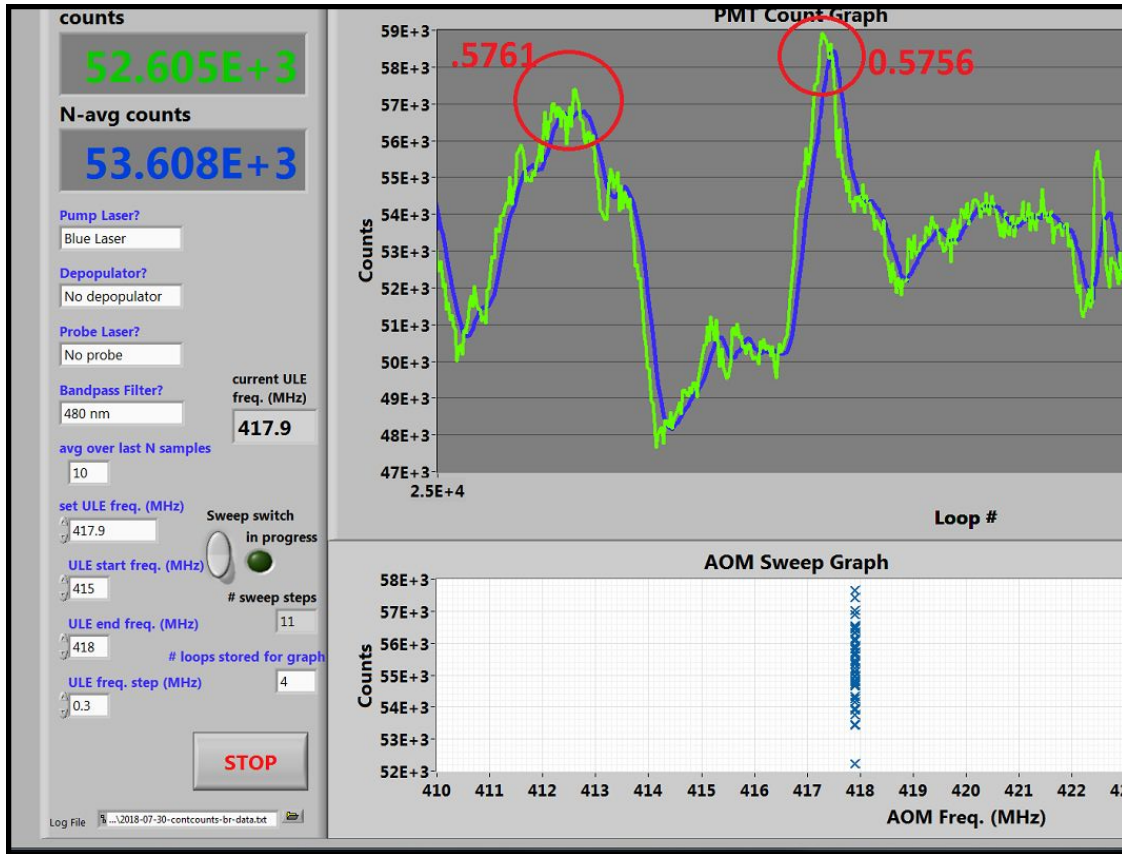 counts
52.605E+3
N-avg counts
53.608E+3
Pump Laser?
Blue Laser
Depopulator?
No depopulator
Probe Laser?
No probe
Bandpass Filter?
480 nm
current ULE
freq. (MHz)
417.9
avg over last N samples
10
set ULE freq. (MHz)
417.9
Sweep switch
in progress
ULE start freq. (MHz)
415
# sweep steps
11
ULE end freq. (MHz)
418
# loops stored for graph
4
ULE freq. step (MHz)
0.3
STOP
Log File
...\2018-07-30-contcounts-br-data.txt
PMT Count Graph
.5761
0.5756
Counts
59E+3
58E+3
57E+3
56E+3
55E+3
54E+3
53E+3
52E+3
51E+3
50E+3
49E+3
48E+3
47E+3
2.5E+4
Loop #
AOM Sweep Graph
Counts
58E+3
57E+3
56E+3
55E+3
54E+3
53E+3
52E+3
410 411 412 413 414 415 416 417 418 419 420 421 422
AOM Freq. (MHz)